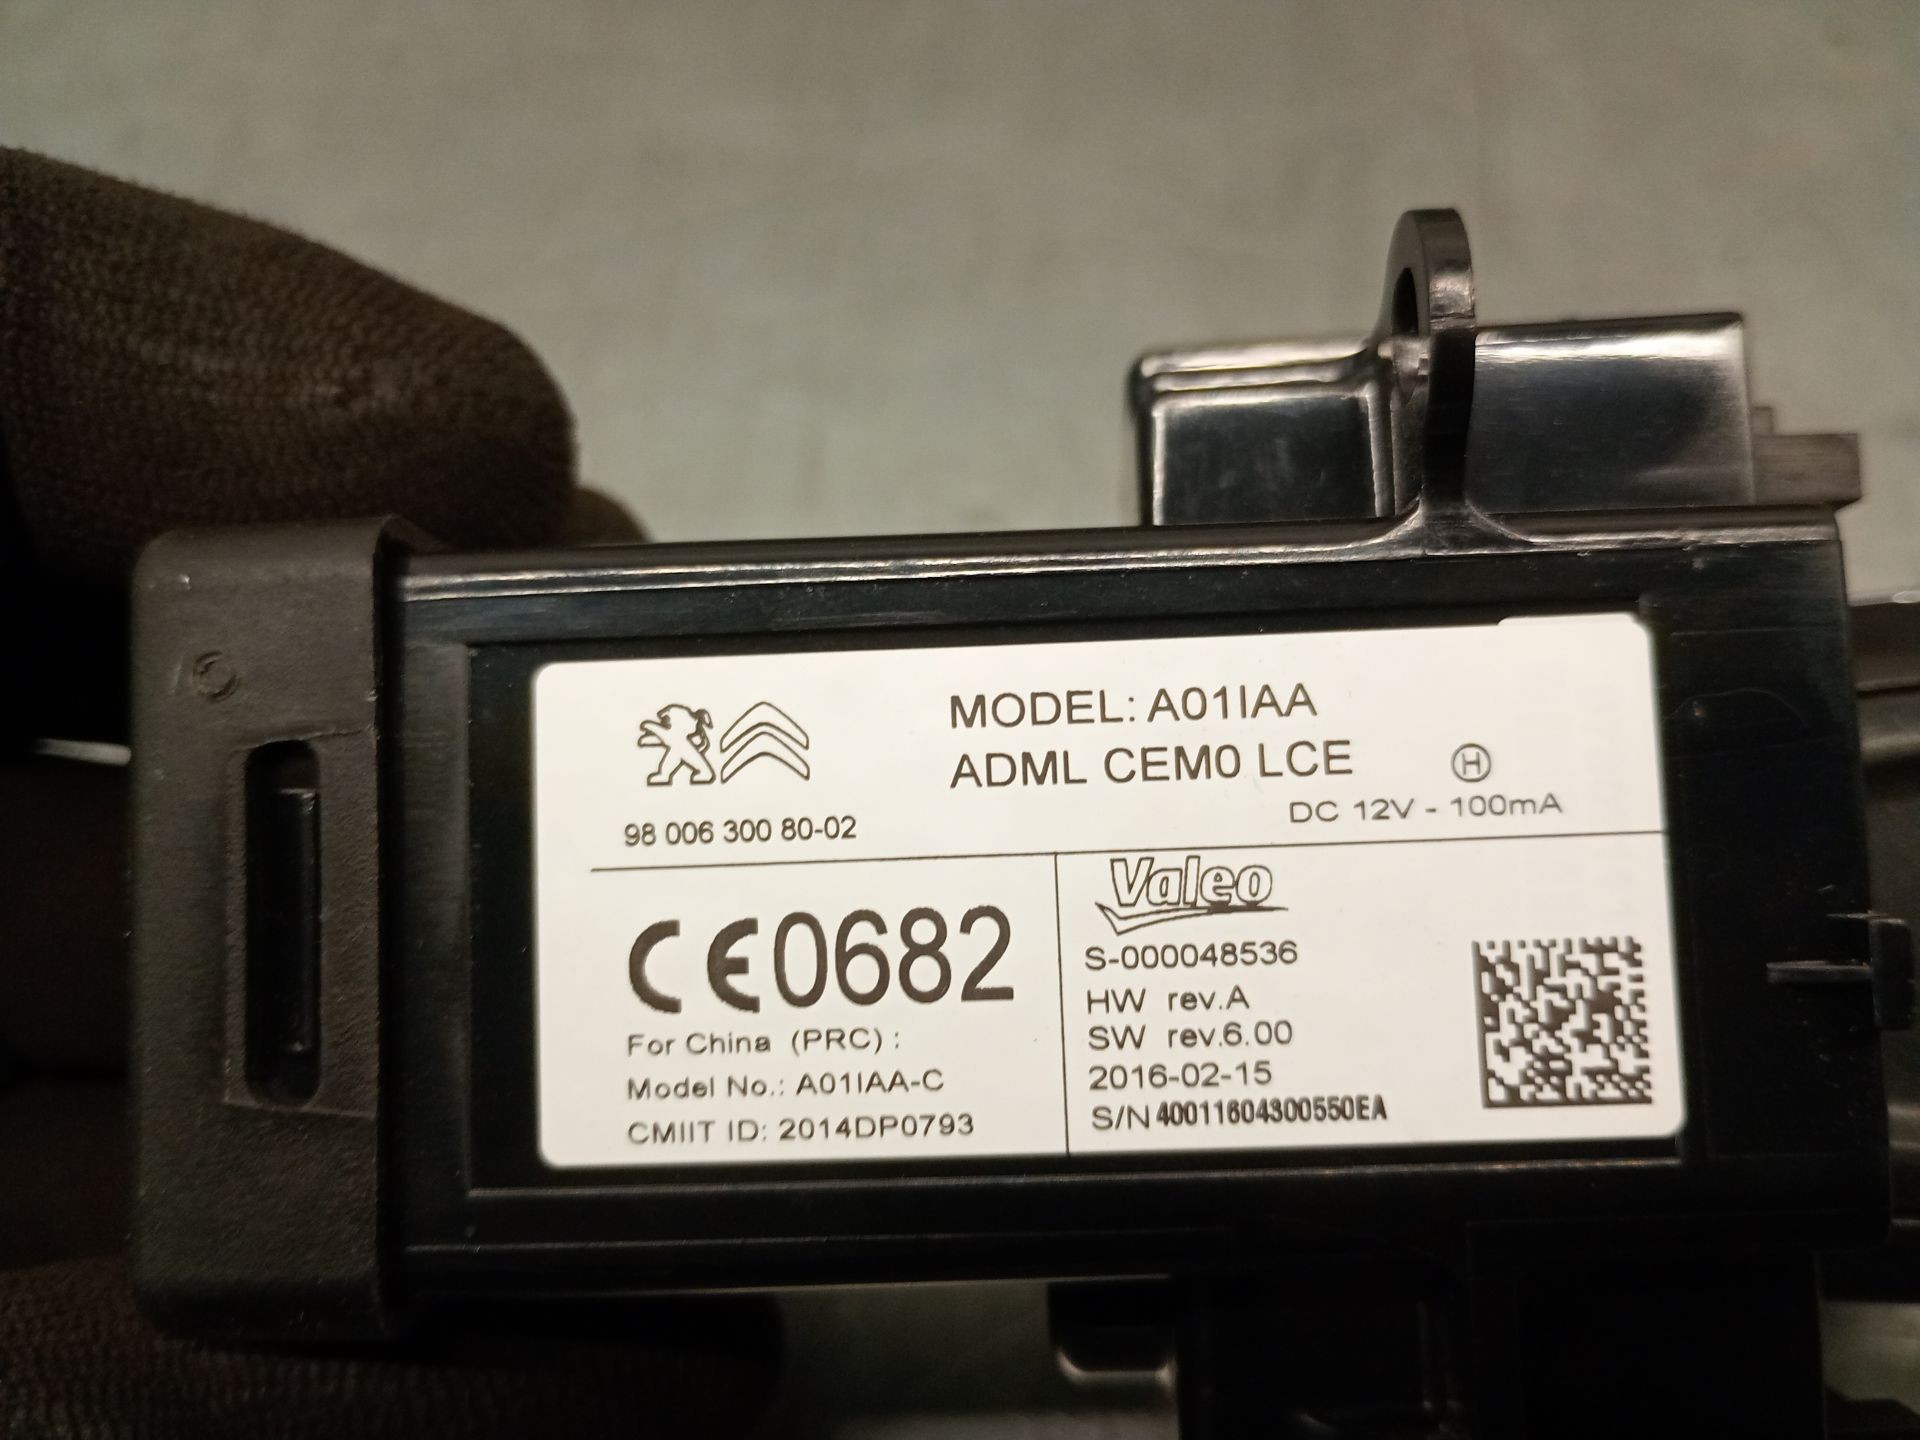 MODEL: A01IAA
ADML CEM0 LCE
H
DC 12V - 100mA
98 006 300 80-02
CE0682
For China (PRC) :
Model No.: A01IAA-C
CMIIT ID: 2014DP0793
Valeo
S-000048536
HW rev.A
SW rev.6.00
2016-02-15
S/N 40011604300550EA